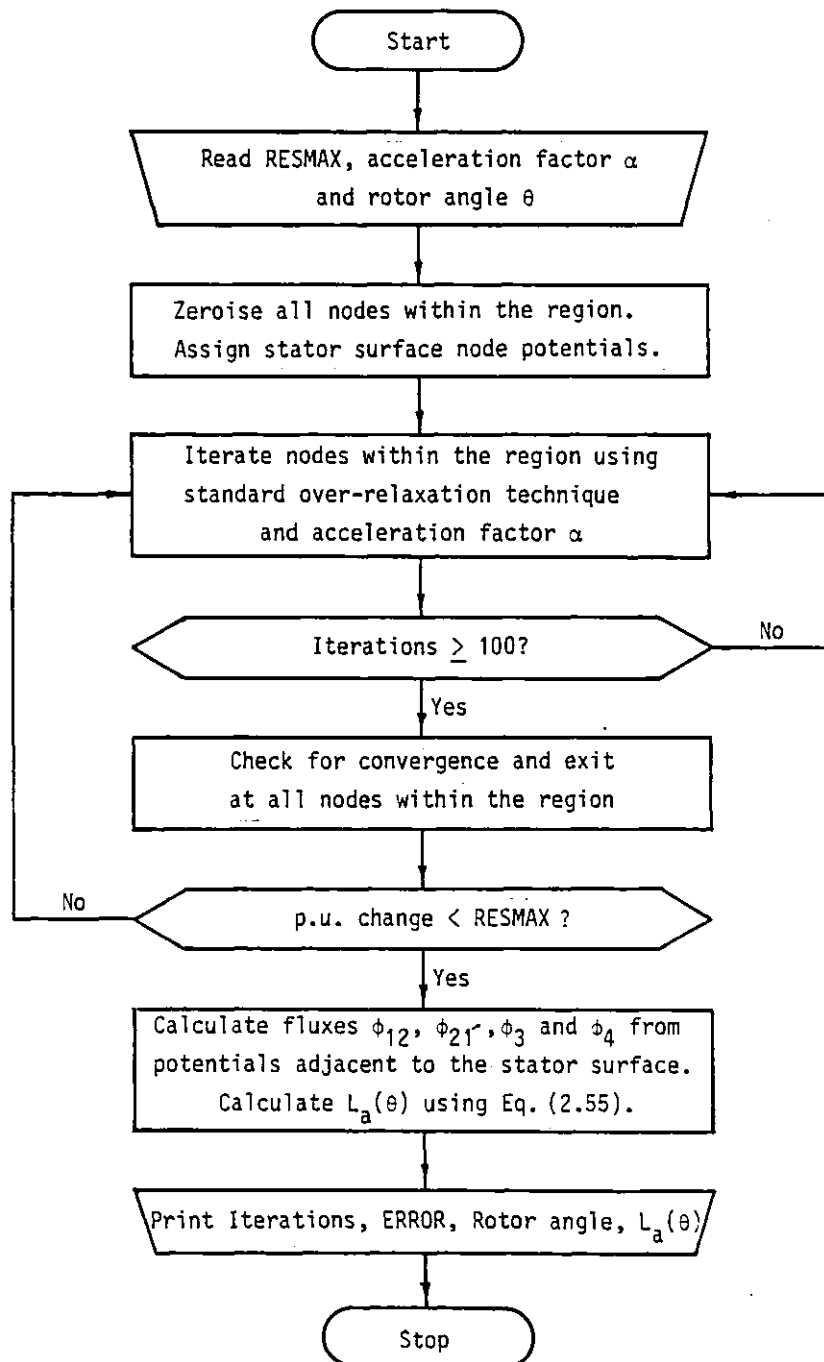 Start
Read RESMAX, acceleration factor α
and rotor angle θ
Zeroise all nodes within the region.
Assign stator surface node potentials.
Iterate nodes within the region using
standard over-relaxation technique
and acceleration factor α
Iterations ≥ 100?
No
Yes
Check for convergence and exit
at all nodes within the region
No
p.u. change < RESMAX ?
Yes
Calculate fluxes ϕ12, ϕ21, ϕ3 and ϕ4 from
potentials adjacent to the stator surface.
Calculate La(θ) using Eq. (2.55).
Print Iterations, ERROR, Rotor angle, La(θ)
Stop